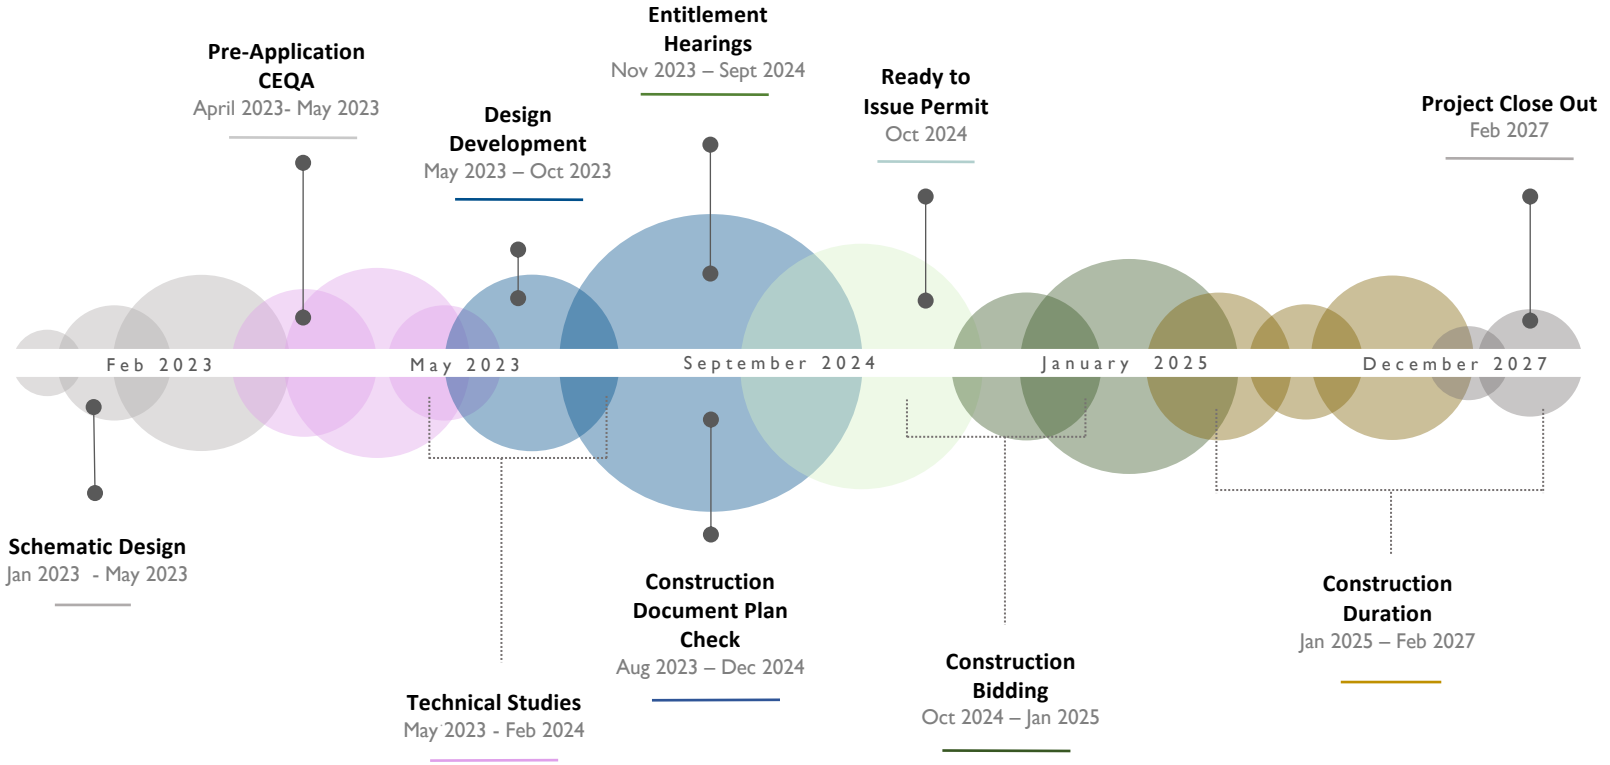 Entitlement
Hearings
Nov 2023 – Sept 2024
Pre-Application
CEQA
April 2023- May 2023
Ready to
Issue Permit
Oct 2024
Project Close Out
Feb 2027
Design
Development
May 2023 – Oct 2023
Feb 2023
May 2023
September 2024
January 2025
December 2027
Schematic Design
Jan 2023 - May 2023
Construction
Document Plan
Check
Aug 2023 – Dec 2024
Construction
Duration
Jan 2025 – Feb 2027
Construction
Bidding
Oct 2024 – Jan 2025
Technical Studies
May 2023 - Feb 2024